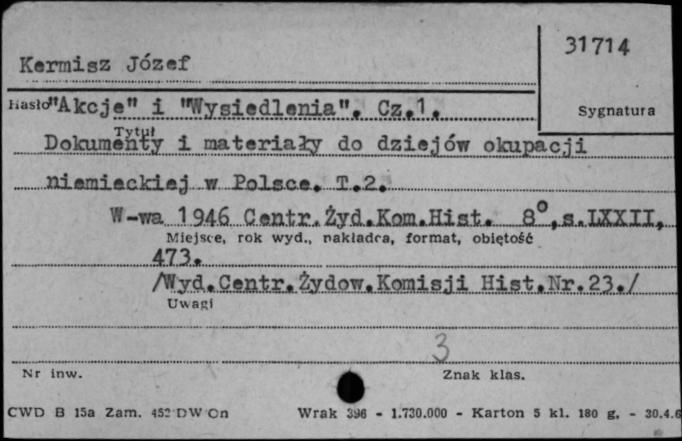 31714
Kermisz Józef
Hasło "Akcje" i "Wysiedlenia". Cz.1.
Sygnatura
Tytuł
Dokumenty i materiały do dziejów okupacji
niemieckiej w Polsce. T.2.
W-wa 1946 Centr.Żyd.Kom.Hist. 8°,s.LXXII,
Miejsce, rok wyd., nakładca, format, objętość
473.
/Wyd.Centr.Żydow.Komisji Hist.Nr.23./
Uwagi
3
Nr inw.
Znak klas.
CWD B 15a Zam. 452 DW Cn Wrak 396 - 1.730.000 - Karton 5 kl. 180 g. - 30.4.6